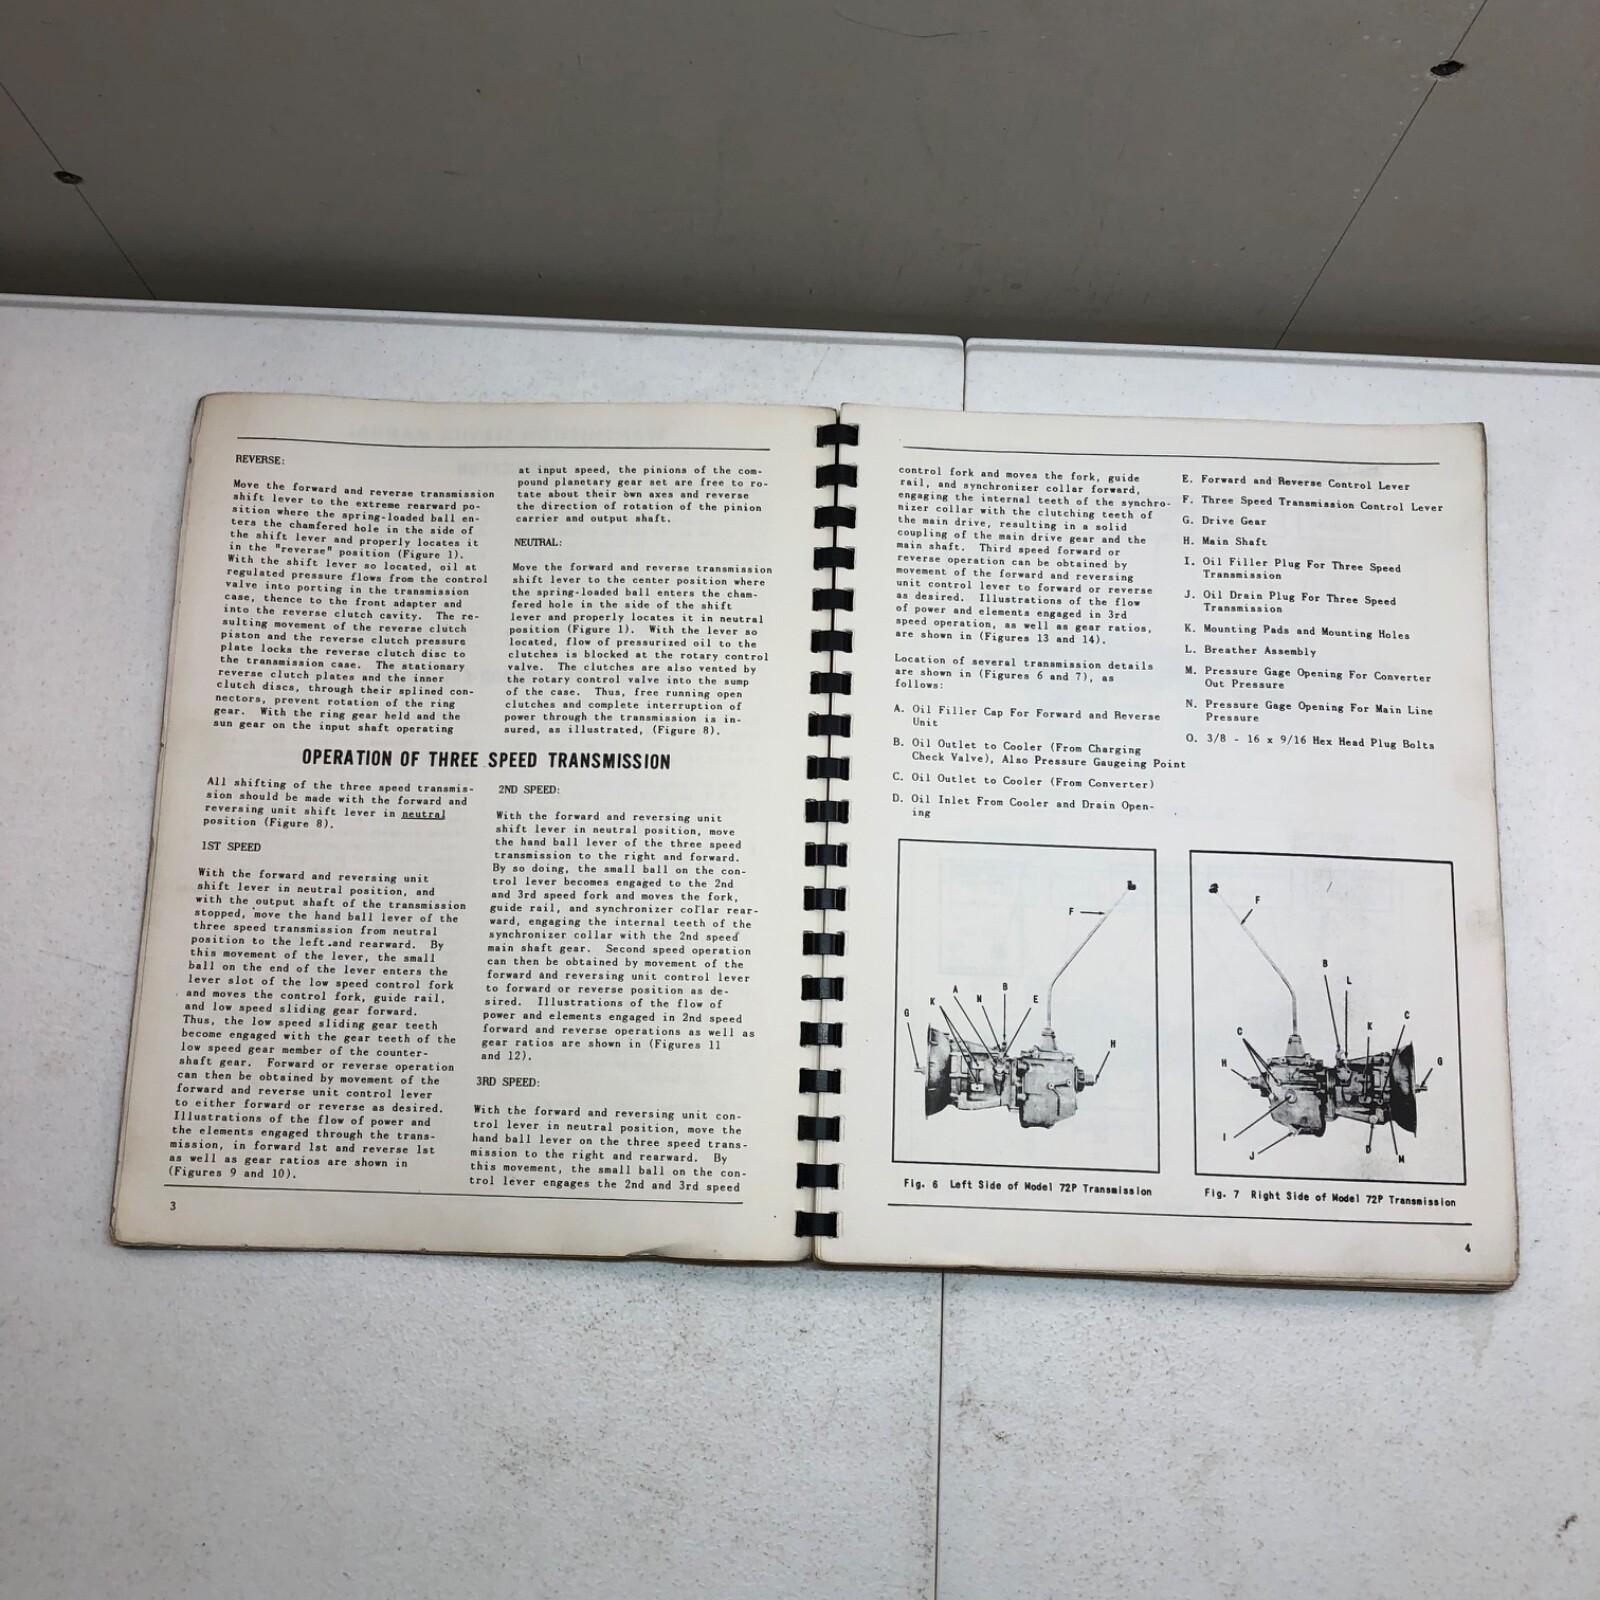 REVERSE:
Move the forward and reverse transmission
shift lever to the extreme rearward po-
sition where the spring-loaded ball en-
ters the chamfered hole in the side of
the shift lever and properly locates it
in the "reverse" position (Figure 1).
With the shift lever so located, oil at
regulated pressure flows from the control
valve into porting in the transmission
case, thence to the front adapter and
into the reverse clutch cavity. The re-
sulting movement of the reverse clutch
piston and the reverse clutch pressure
plate locks the reverse clutch disc to
the transmission case. The stationary
reverse clutch plates and the inner
clutch discs, through their splined con-
nectors, prevent rotation of the ring
gear. With the ring gear held and the
sun gear on the input shaft operating
at input speed, the pinions of the com-
pound planetary gear set are free to ro-
tate about their own axes and reverse
the direction of rotation of the pinion
carrier and output shaft.
NEUTRAL:
Move the forward and reverse transmission
shift lever to the center position where
the spring-loaded ball enters the cham-
fered hole in the side of the shift
lever and properly locates it in neutral
position (Figure 1). With the lever so
located, flow of pressurized oil to the
clutches is blocked at the rotary control
valve. The clutches are also vented by
the rotary control valve into the sump
of the case. Thus, free running open
clutches and complete interruption of
power through the transmission is in-
sured, as illustrated, (Figure 8).
OPERATION OF THREE SPEED TRANSMISSION
All shifting of the three speed transmis-
sion should be made with the forward and
reversing unit shift lever in neutral
position (Figure 8).
1ST SPEED
With the forward and reversing unit
shift lever in neutral position, and
with the output shaft of the transmission
stopped, move the hand ball lever of the
three speed transmission from neutral
position to the left and rearward. By
this movement of the lever, the small
ball on the end of the lever enters the
lever slot of the low speed control fork
and moves the control fork, guide rail,
and low speed sliding gear forward.
Thus, the low speed sliding gear teeth
become engaged with the gear teeth of the
low speed gear member of the counter-
shaft gear. Forward or reverse operation
can then be obtained by movement of the
forward and reverse unit control lever
to either forward or reverse as desired.
Illustrations of the flow of power and
the elements engaged through the trans-
mission, in forward 1st and reverse 1st
as well as gear ratios are shown in
(Figures 9 and 10).
2ND SPEED:
With the forward and reversing unit
shift lever in neutral position, move
the hand ball lever of the three speed
transmission to the right and forward.
By so doing, the small ball on the con-
trol lever becomes engaged to the 2nd
and 3rd speed fork and moves the fork,
guide rail, and synchronizer collar rear-
ward, engaging the internal teeth of the
synchronizer collar with the 2nd speed
main shaft gear. Second speed operation
can then be obtained by movement of the
forward and reversing unit control lever
to forward or reverse position as de-
sired. Illustrations of the flow of
power and elements engaged in 2nd speed
forward and reverse operations as well as
gear ratios are shown in (Figures 11
and 12).
3RD SPEED:
With the forward and reversing unit con-
trol lever in neutral position, move the
hand ball lever on the three speed trans-
mission to the right and rearward. By
this movement, the small ball on the con-
trol lever engages the 2nd and 3rd speed
3
control fork and moves the fork, guide
rail, and synchronizer collar forward,
engaging the internal teeth of the synchro-
nizer collar with the clutching teeth of
the main drive, resulting in a solid
coupling of the main drive gear and the
main shaft. Third speed forward or
reverse operation can be obtained by
movement of the forward and reversing
unit control lever to forward or reverse
as desired. Illustrations of the flow
of power and elements engaged in 3rd
speed operation, as well as gear ratios,
are shown in (Figures 13 and 14).
Location of several transmission details
are shown in (Figures 6 and 7), as
follows:
A. Oil Filler Cap For Forward and Reverse
Unit
B. Oil Outlet to Cooler (From Charging
Check Valve), Also Pressure Gaugeing Point
C. Oil Outlet to Cooler (From Converter)
D. Oil Inlet From Cooler and Drain Open-
ing
E. Forward and Reverse Control Lever
F. Three Speed Transmission Control Lever
G. Drive Gear
H. Main Shaft
I. Oil Filler Plug For Three Speed
Transmission
J. Oil Drain Plug For Three Speed
Transmission
K. Mounting Pads and Mounting Holes
L. Breather Assembly
M. Pressure Gage Opening For Converter
Out Pressure
N. Pressure Gage Opening For Main Line
Pressure
O. 3/8 - 16 x 9/16 Hex Head Plug Bolts
F
B
A
N
K
E
G
H
Fig. 6 Left Side of Model 72P Transmission
F
B
L
C
K
C
H
G
I
J
D
M
Fig. 7 Right Side of Model 72P Transmission
4